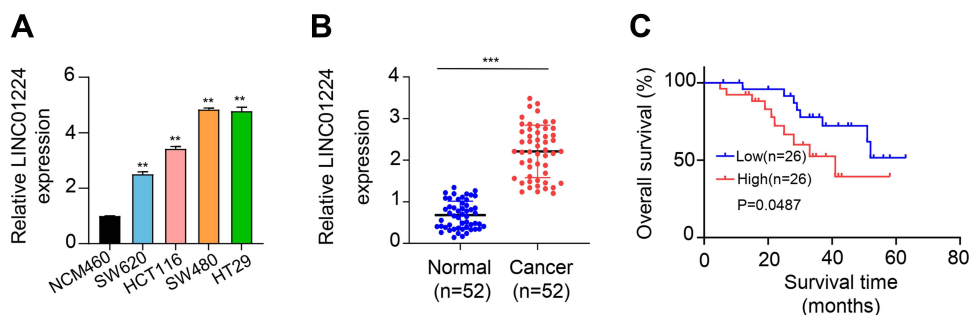 A
Relative LINC01224
expression
6
4
2
0
**
**
**
**
NCM460
SW620
HCT116
SW480
HT29
B
Relative LINC01224
expression
4
3
2
1
0
***
Normal
(n=52)
Cancer
(n=52)
C
Overall survival (%)
100
50
0
Low(n=26)
High(n=26)
P=0.0487
0
20
40
60
80
Survival time
(months)